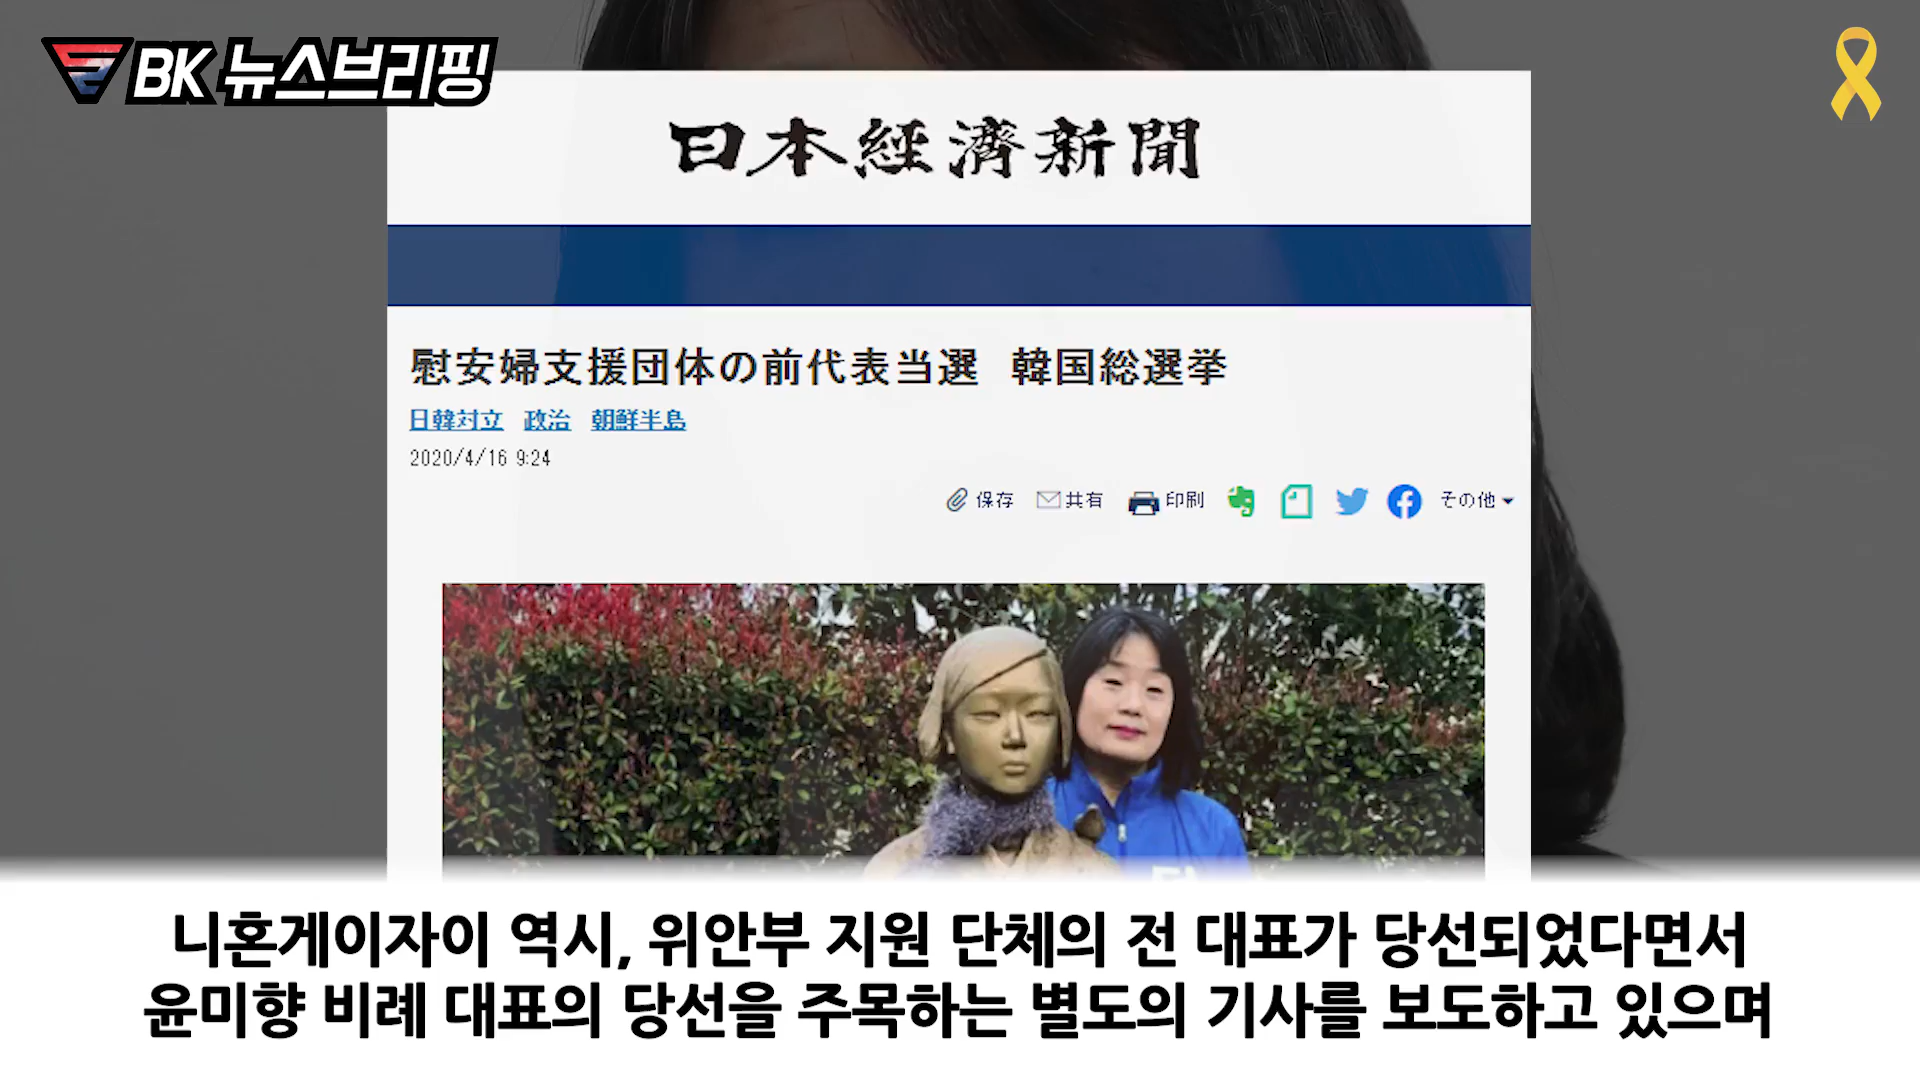 BK 뉴스브리핑
日本経済新聞
慰安婦支援団体の前代表当選 韓国総選挙
日韓対立 政治 朝鮮半島
2020/4/16 9:24
保存 共有 印刷 その他
니혼게이자이 역시, 위안부 지원 단체의 전 대표가 당선되었다면서
윤미향 비례 대표의 당선을 주목하는 별도의 기사를 보도하고 있으며